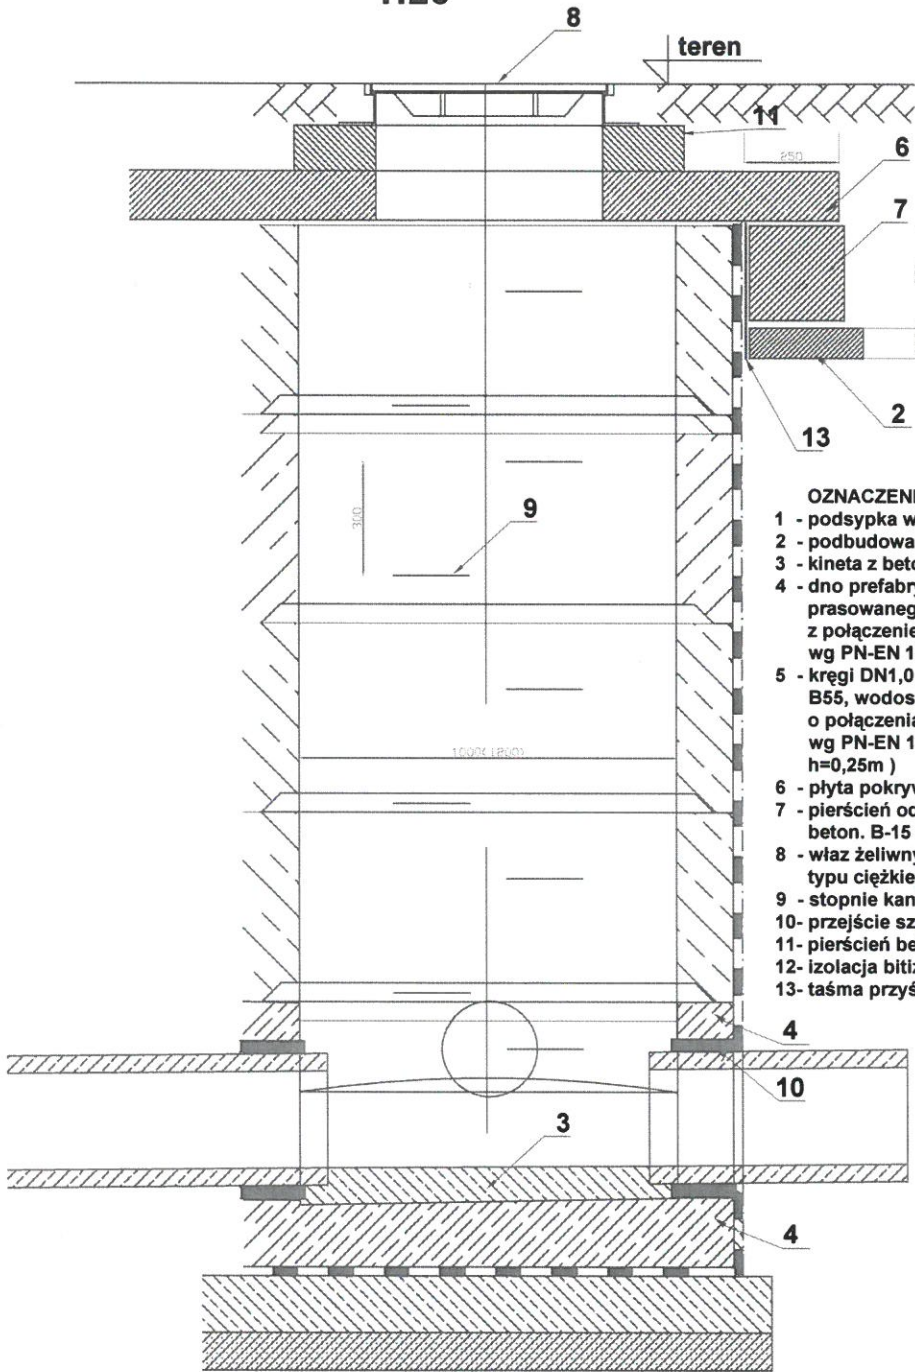 8
teren
11
250
6
7
2
13
300
9
OZNACZENI
1 - podsypka w
2 - podbudowa
3 - kineta z beto
4 - dno prefabry
prasowaneg
z połączenie
wg PN-EN 1
5 - kręgi DN1,0
B55, wodos
o połączenia
wg PN-EN 1
h=0,25m )
6 - płyta pokryw
7 - pierścień od
beton. B-15
8 - właz żeliwny
typu ciężkie
9 - stopnie kan
10- przejście sz
11- pierścień be
12- izolacja bitiz
13- taśma przyś
1000(1200)
4
10
3
4